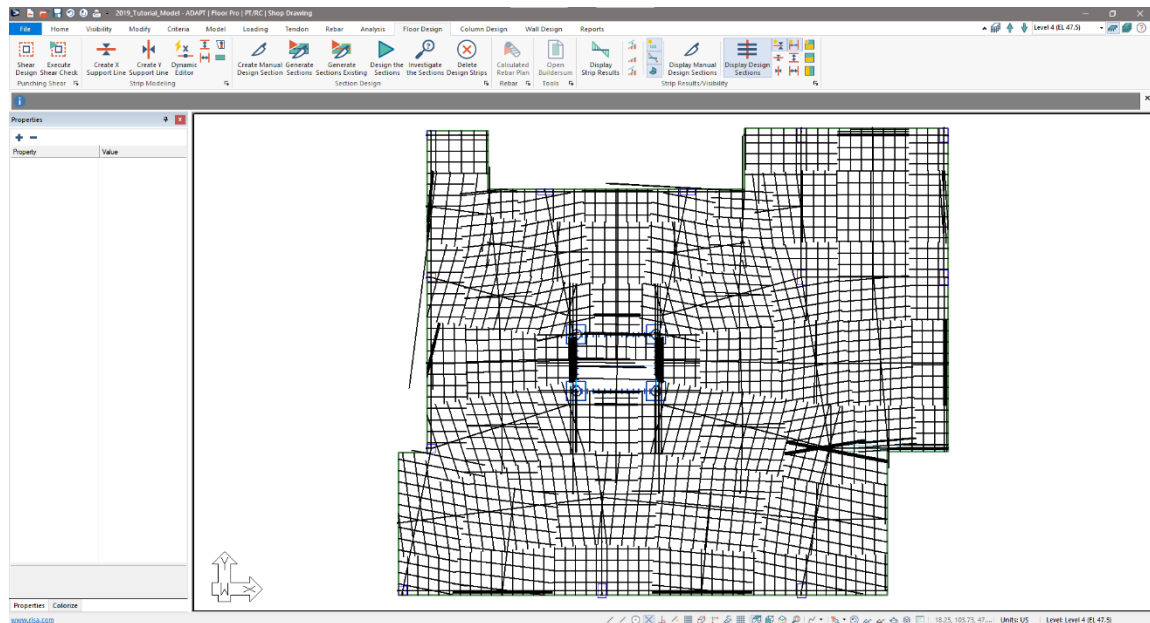 2019_Tutorial_Model - ADAPT | Floor Pro | PT/RC | Shop Drawing
File Home Visibility Modify Criteria Model Loading Tendon Rebar Analysis Floor Design Column Design Wall Design Reports Level 4 (EL 47.5)
Shear Execute Create X Create Y Dynamic Create Manual Generate Generate Design the Investigate Delete Calculated Open Display Display Manual Display Design
Design Shear Check Support Line Support Line Editor Design Section Sections Sections Existing Sections the Sections Design Strips Rebar Plan Buildersum Strip Results Design Sections Sections
Punching Shear Strip Modeling Section Design Rebar Tools Strip Results/Visibility
Properties
Property Value
Y
W X
Properties Colorize
www.risa.com 18.25, 103.73, 47... Units: US Level: Level 4 (EL 47.5)